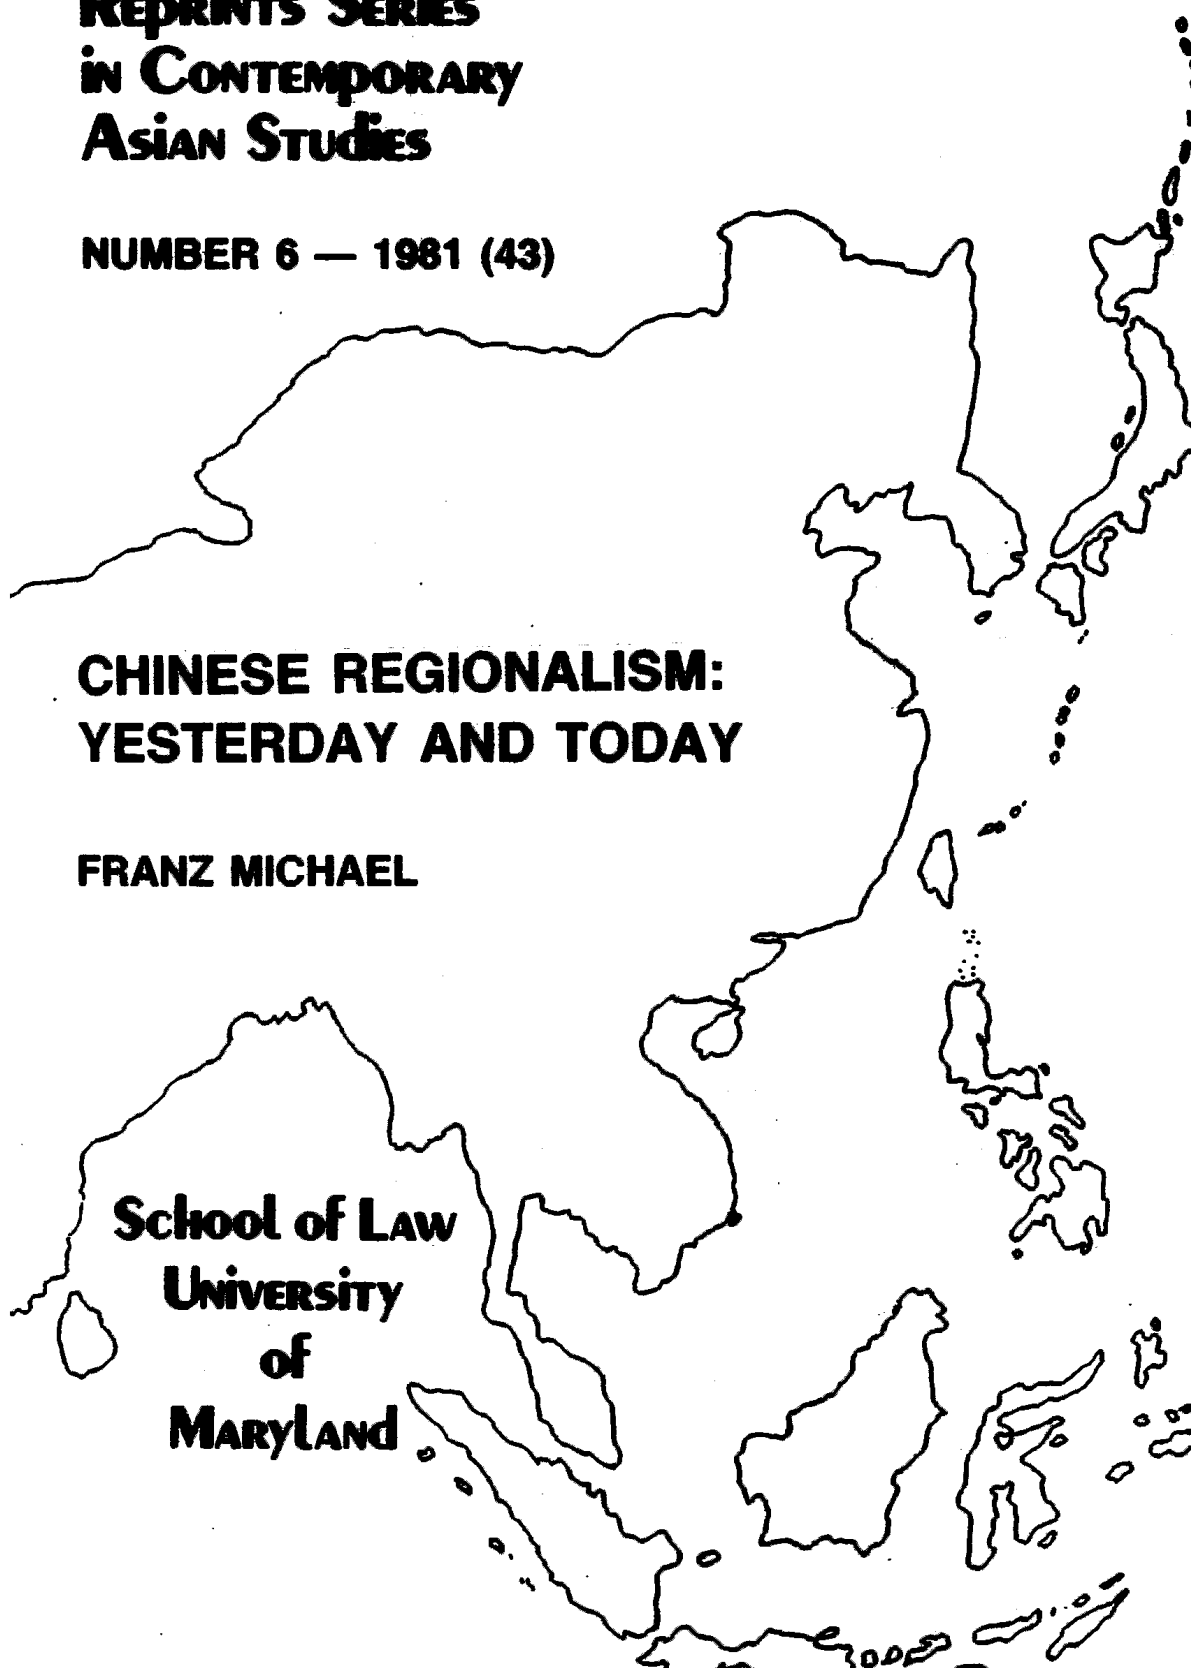 Reprints Series
in Contemporary
Asian Studies
NUMBER 6 — 1981 (43)
CHINESE REGIONALISM:
YESTERDAY AND TODAY
FRANZ MICHAEL
School of Law
University
of
Maryland